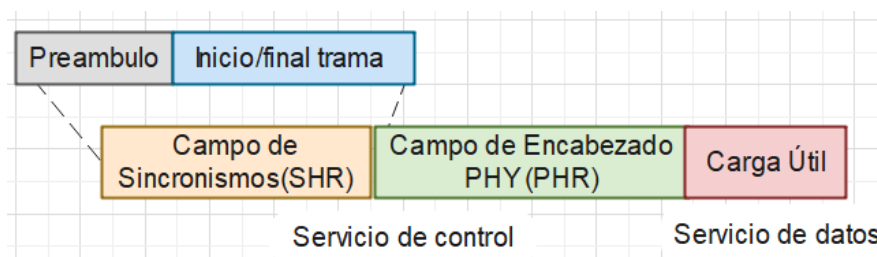 Preambulo
Inicio/final trama
Campo de
Sincronismos(SHR)
Campo de Encabezado
PHY (PHR)
Carga Útil
Servicio de control
Servicio de datos